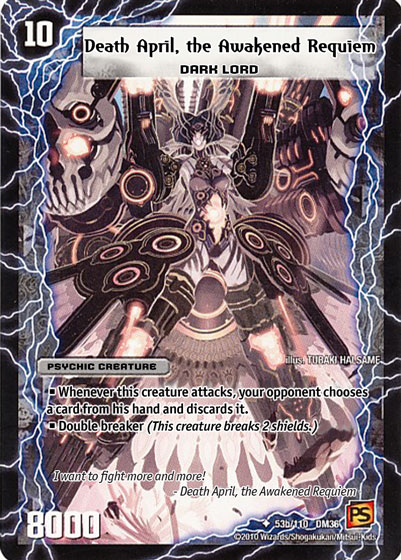 10
Death April, the Awakened Requiem
DARK LORD
illus. TURAKI HALSAME
PSYCHIC CREATURE
■ Whenever this creature attacks, your opponent chooses
a card from his hand and discards it.
■ Double breaker (This creature breaks 2 shields.)
I want to fight more and more!
- Death April, the Awakened Requiem
8000
◆ 53b/110 DM36
PS
©2010 Wizards/Shogakukan/Mitsui-Kids